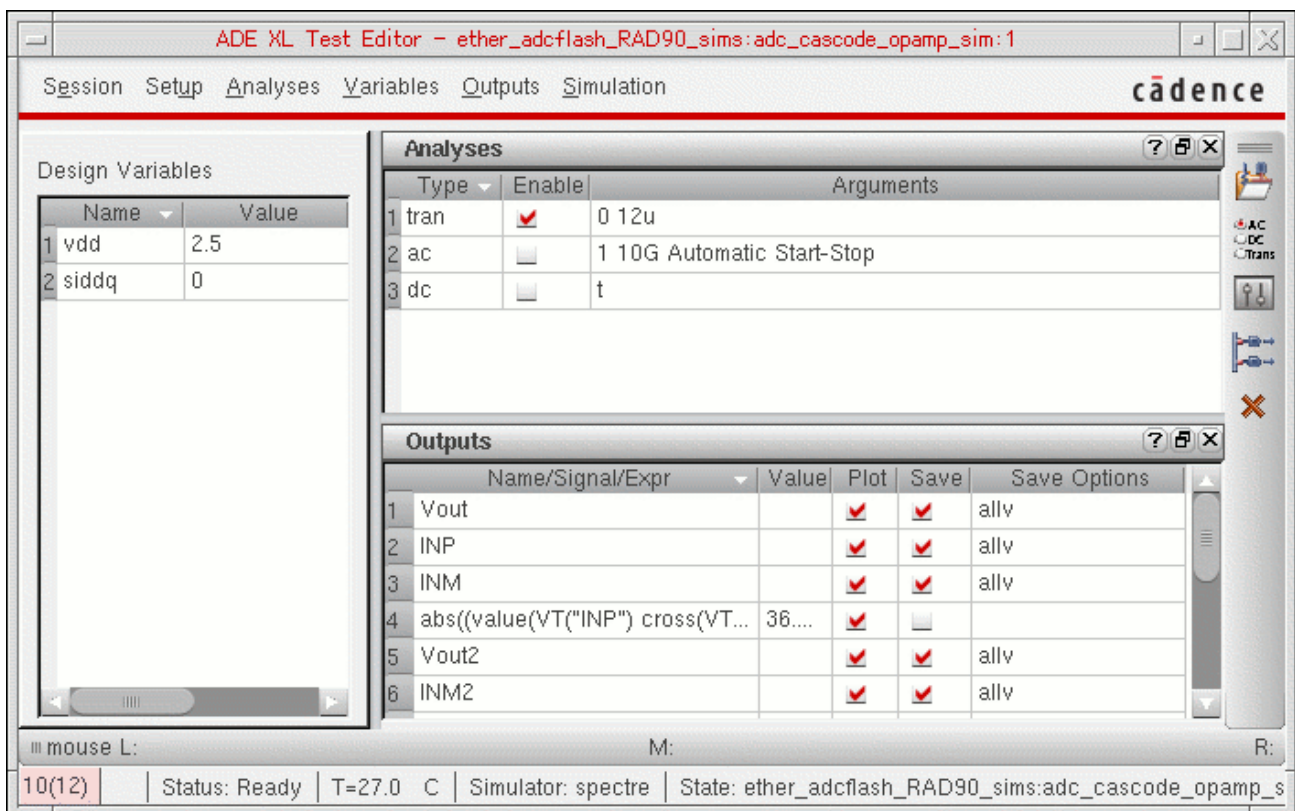 ADE XL Test Editor - ether_adcflash_RAD90_sims:adc_cascode_opamp_sim:1
Session Setup Analyses Variables Outputs Simulation
cādence
Design Variables
Name Value
1 vdd 2.5
2 siddq 0
Analyses
Type Enable Arguments
1 tran 0 12u
2 ac 1 10G Automatic Start-Stop
3 dc t
AC
DC
Trans
Outputs
Name/Signal/Expr Value Plot Save Save Options
1 Vout allv
2 INP allv
3 INM allv
4 abs((value(VT("INP") cross(VT... 36....
5 Vout2 allv
6 INM2 allv
mouse L: M: R:
10(12) Status: Ready T=27.0 C Simulator: spectre State: ether_adcflash_RAD90_sims:adc_cascode_opamp_s